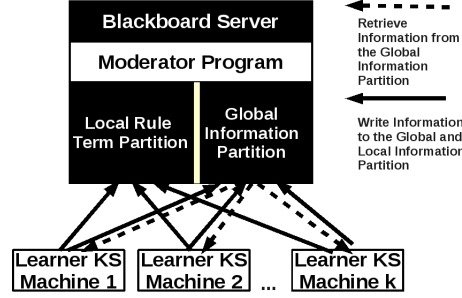 Blackboard Server
Moderator Program
Local Rule
Term Partition
Global
Information
Partition
Retrieve
Information from
the Global
Information
Partition
Write Information
to the Global and
Local Information
Partition
Learner KS
Machine 1
Learner KS
Machine 2
...
Learner KS
Machine k